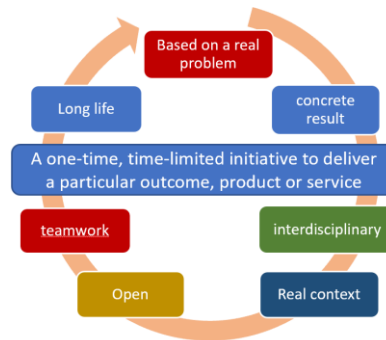 Based on a real
problem
Long life
concrete
result
A one-time, time-limited initiative to deliver
a particular outcome, product or service
teamwork
interdisciplinary
Open
Real context